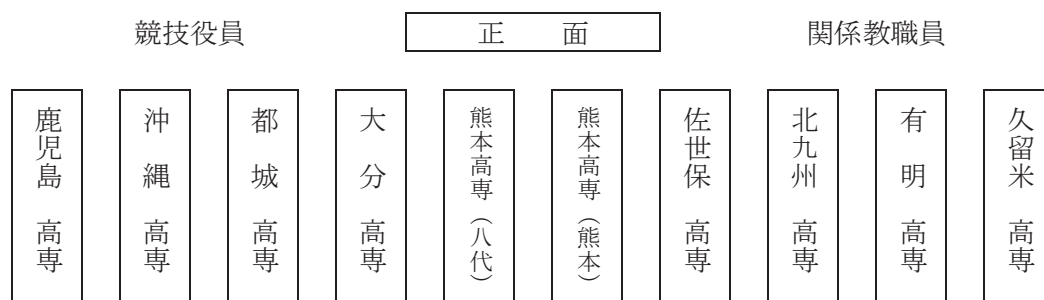 競技役員
正　面
関係教職員
鹿児島　高専
沖　縄　高専
都　城　高専
大　分　高専
熊本高専（八代）
熊本高専（熊本）
佐世保　高専
北九州　高専
有　明　高専
久留米　高専